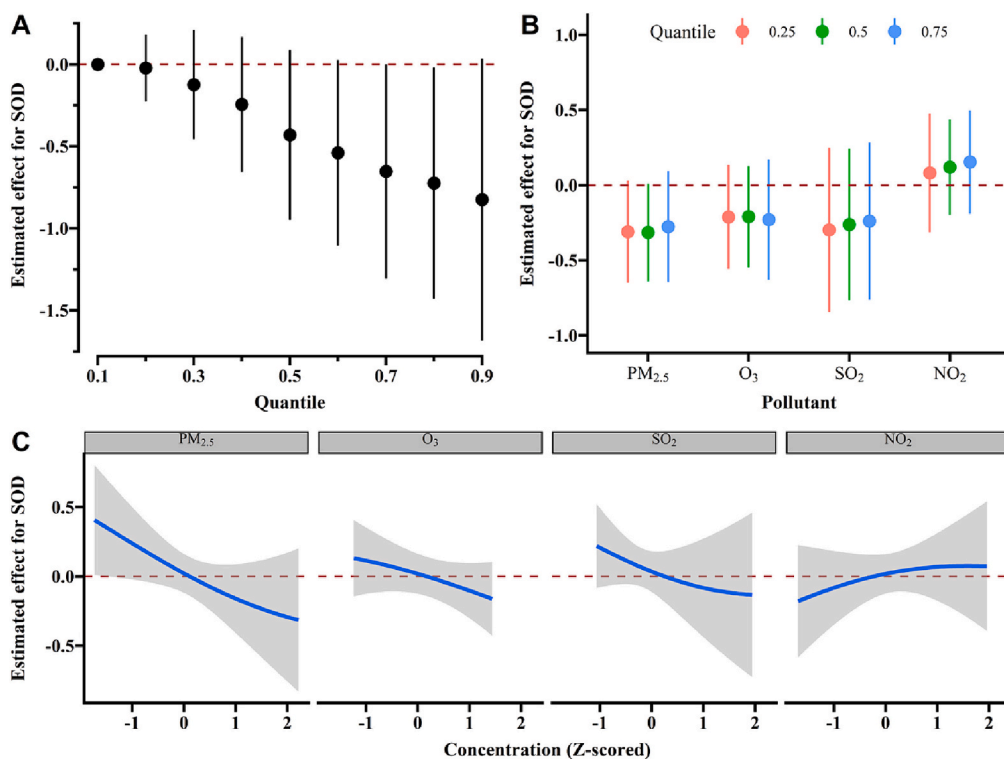 A
Estimated effect for SOD
0.0
-0.5
-1.0
-1.5
0.1 0.3 0.5 0.7 0.9
Quantile
B
Quantile 0.25 0.5 0.75
Estimated effect for SOD
1.0
0.5
0.0
-0.5
-1.0
PM₂.₅ O₃ SO₂ NO₂
Pollutant
C
PM₂.₅ O₃ SO₂ NO₂
Estimated effect for SOD
0.5
0.0
-0.5
-1 0 1 2 -1 0 1 2 -1 0 1 2 -1 0 1 2
Concentration (Z-scored)